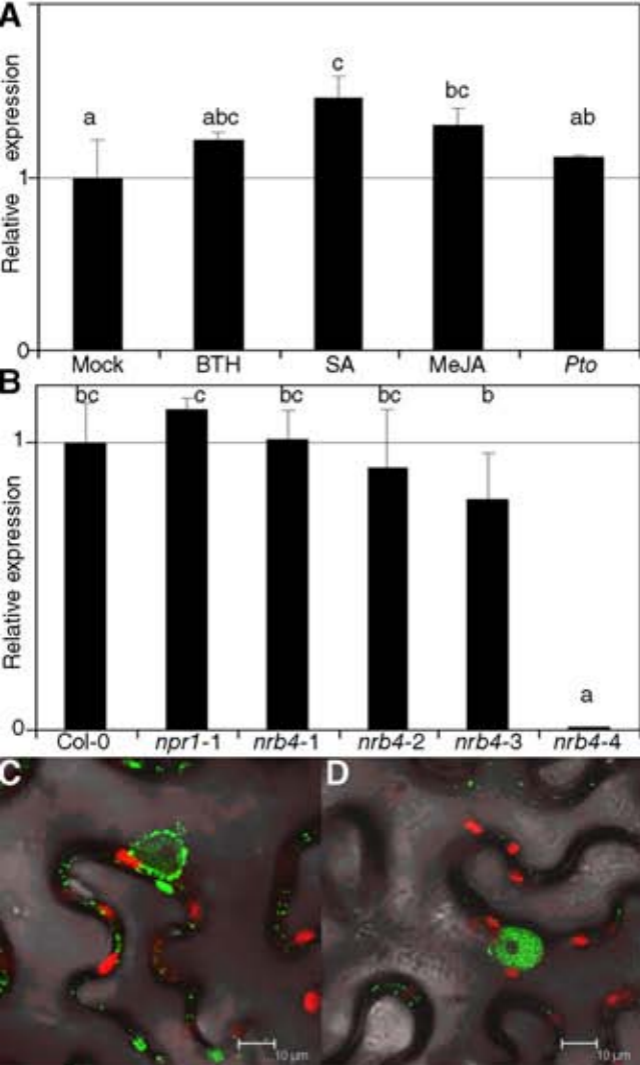 A
Relative expression
1
0
a
abc
c
bc
ab
Mock BTH SA MeJA Pto
B
Relative expression
1
0
bc c bc bc b
a
Col-0 npr1-1 nrb4-1 nrb4-2 nrb4-3 nrb4-4
C
D
10 µm
10 µm